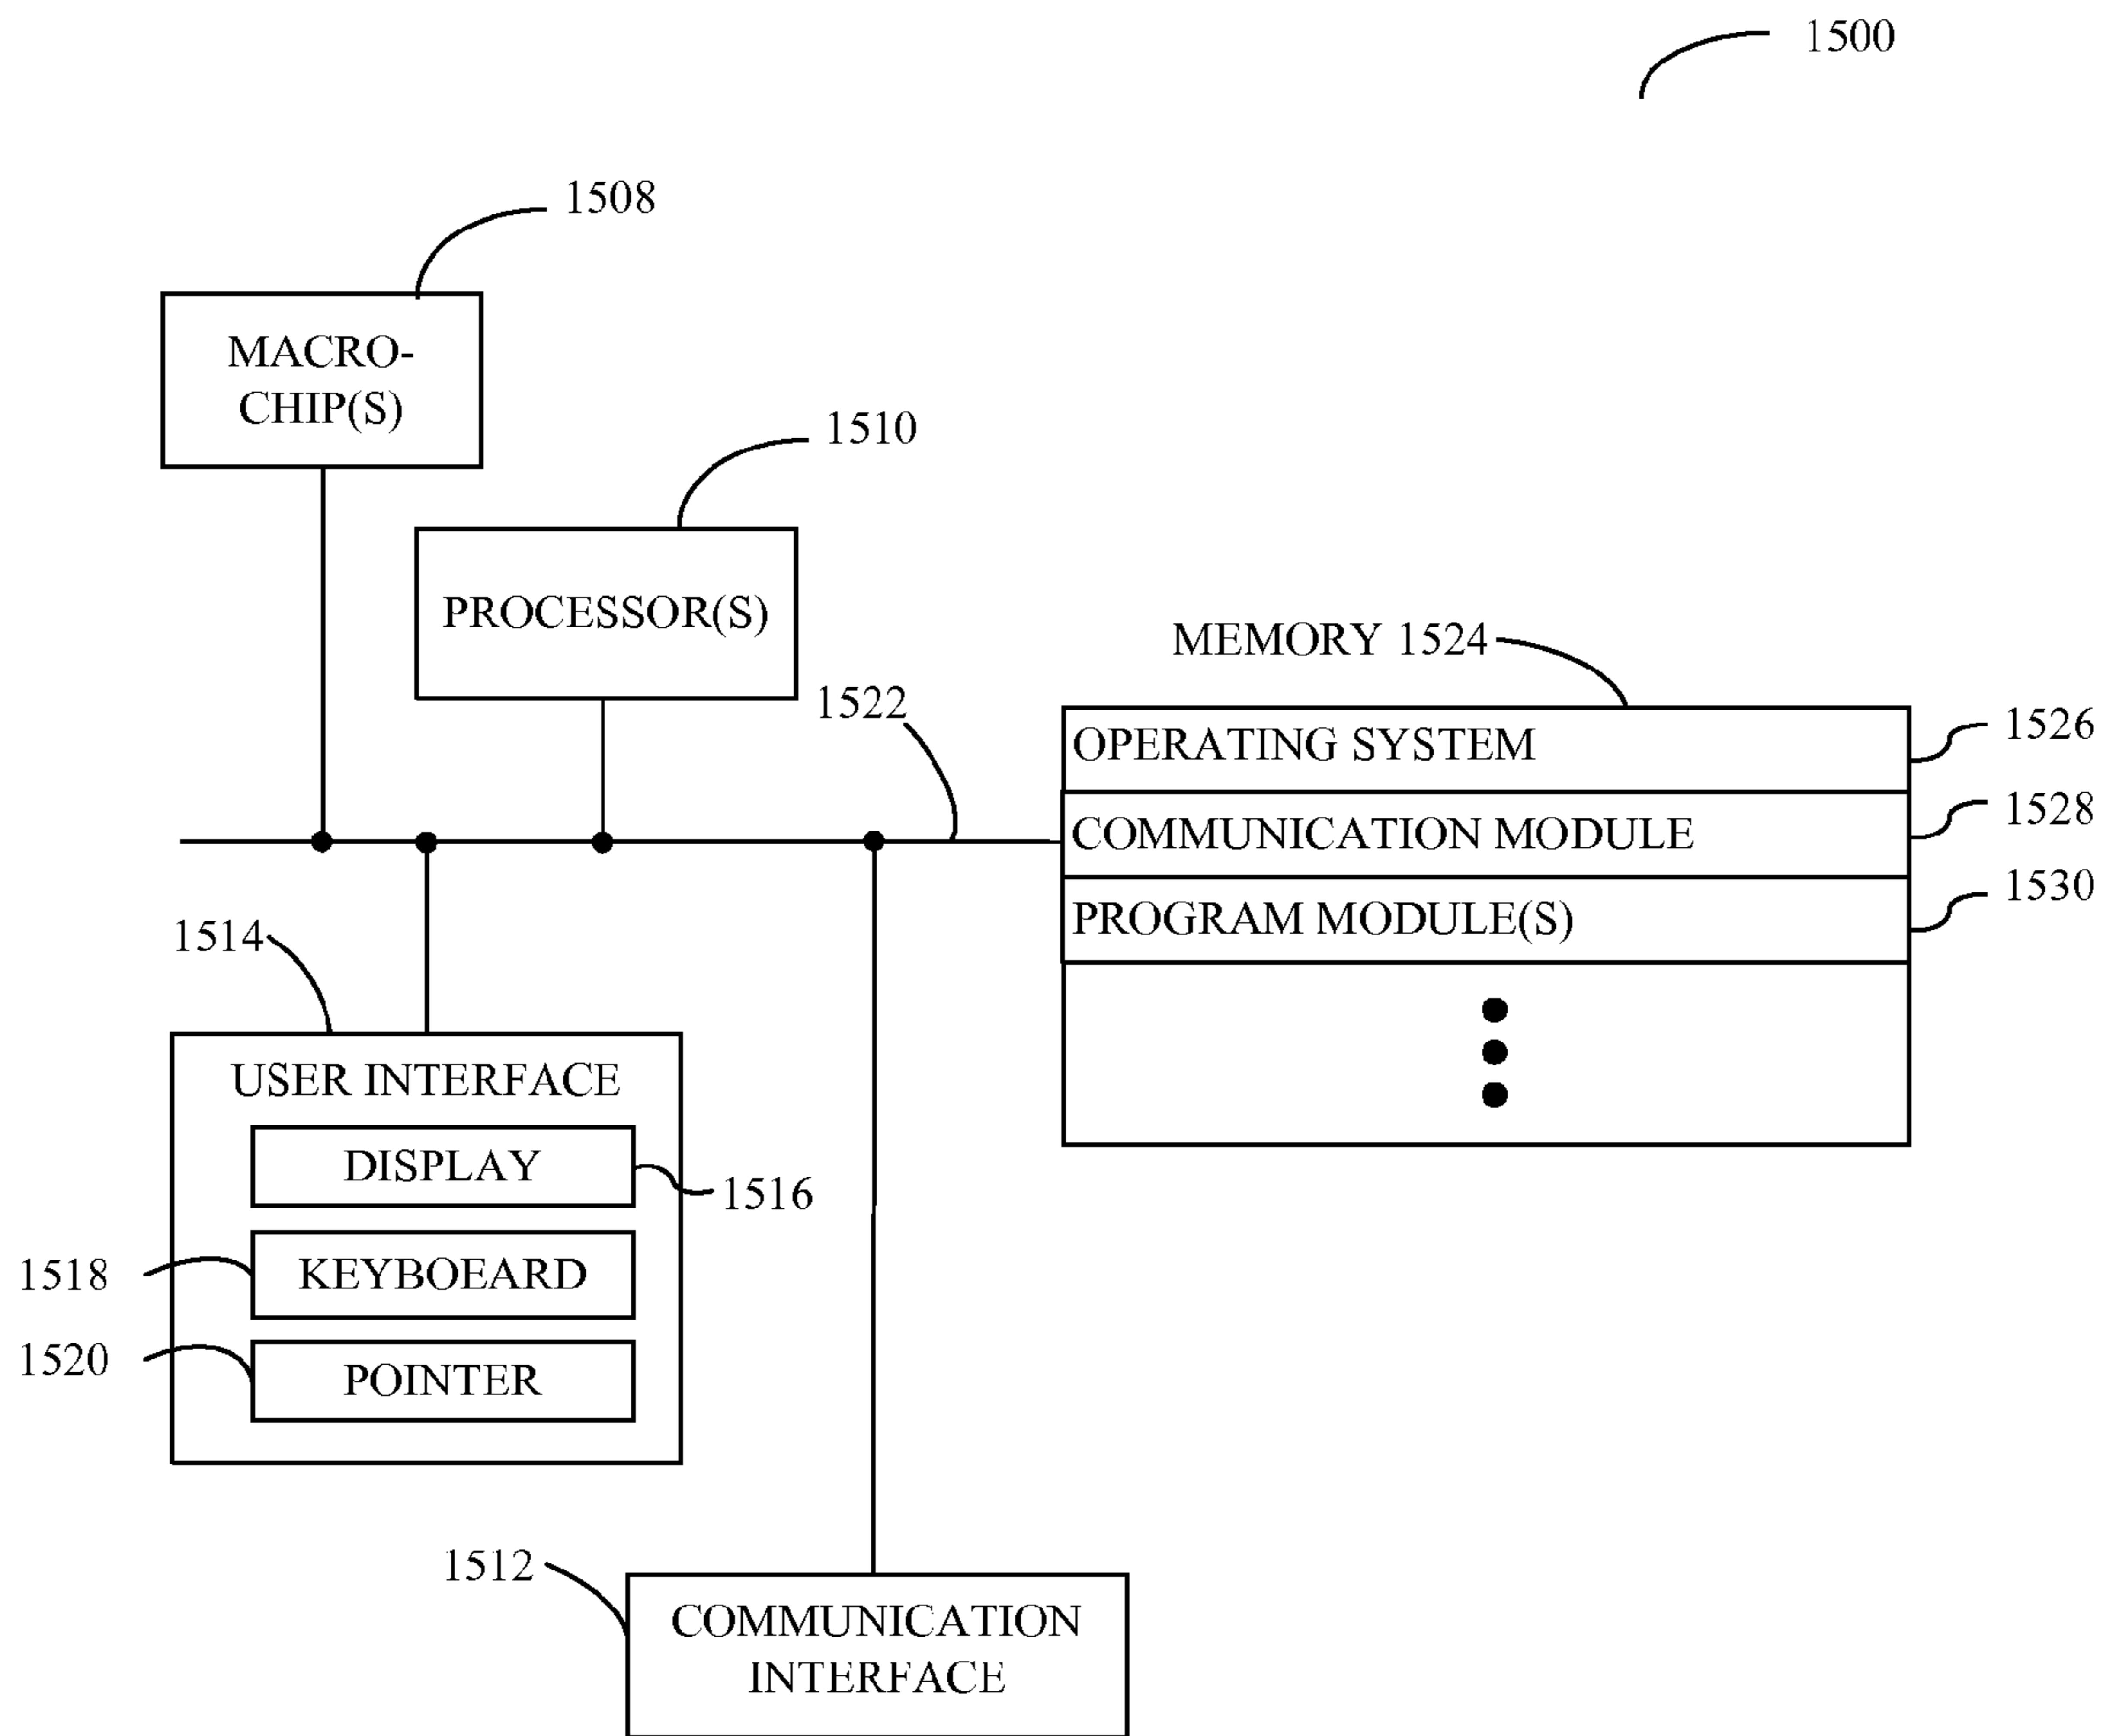 1500
1508
MACRO-
CHIP(S)
1510
PROCESSOR(S)
MEMORY 1524
1522
OPERATING SYSTEM
1526
COMMUNICATION MODULE
1528
PROGRAM MODULE(S)
1530
1514
USER INTERFACE
DISPLAY
1516
1518
KEYBOEARD
1520
POINTER
1512
COMMUNICATION
INTERFACE